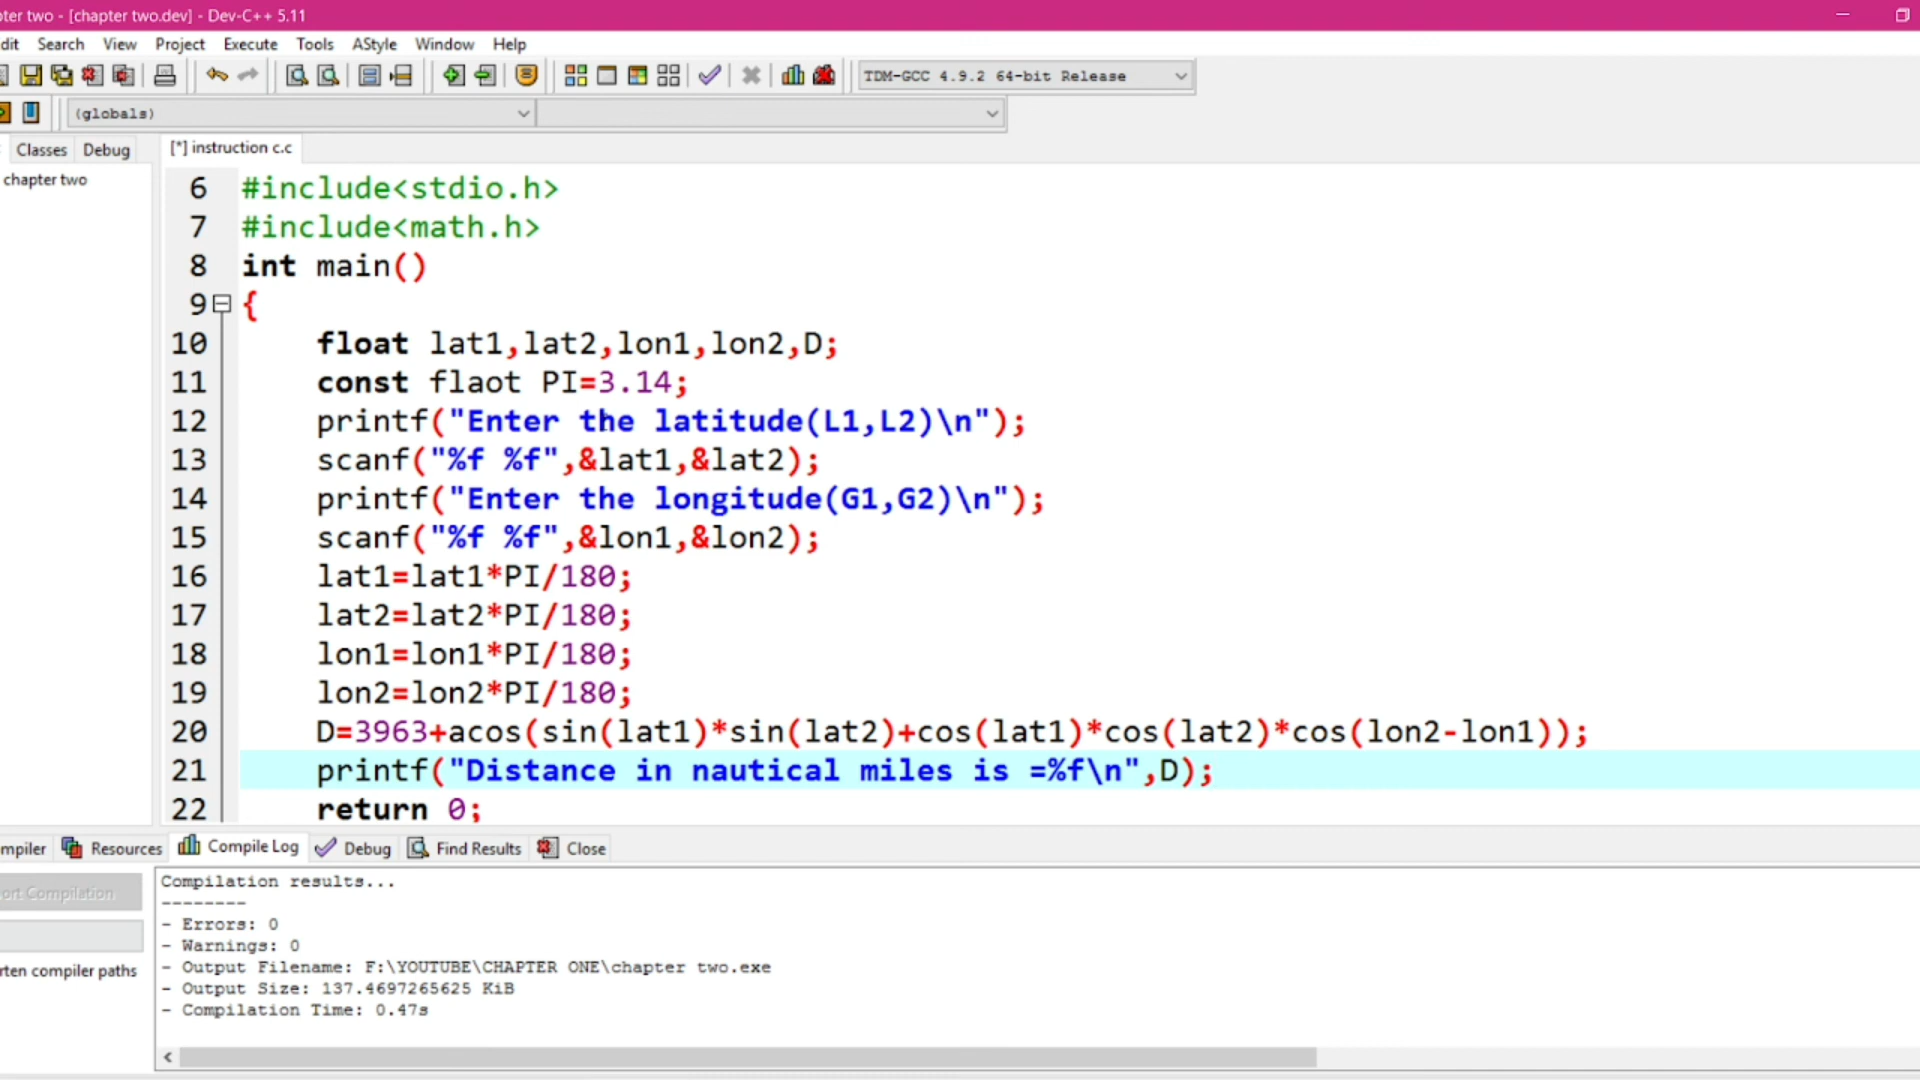 ter two - [chapter two.dev] - Dev-C++ 5.11
dit Search View Project Execute Tools AStyle Window Help
TDM-GCC 4.9.2 64-bit Release
(globals)
Classes Debug [*] instruction c.c
chapter two
6 #include<stdio.h>
7 #include<math.h>
8 int main()
9 {
10 float lat1,lat2,lon1,lon2,D;
11 const flaot PI=3.14;
12 printf("Enter the latitude(L1,L2)\n");
13 scanf("%f %f",&lat1,&lat2);
14 printf("Enter the longitude(G1,G2)\n");
15 scanf("%f %f",&lon1,&lon2);
16 lat1=lat1*PI/180;
17 lat2=lat2*PI/180;
18 lon1=lon1*PI/180;
19 lon2=lon2*PI/180;
20 D=3963+acos(sin(lat1)*sin(lat2)+cos(lat1)*cos(lat2)*cos(lon2-lon1));
21 printf("Distance in nautical miles is =%f\n",D);
22 return 0;
mpiler Resources Compile Log Debug Find Results Close
ort Compilation
rten compiler paths
Compilation results...
--------
- Errors: 0
- Warnings: 0
- Output Filename: F:\YOUTUBE\CHAPTER ONE\chapter two.exe
- Output Size: 137.4697265625 KiB
- Compilation Time: 0.47s